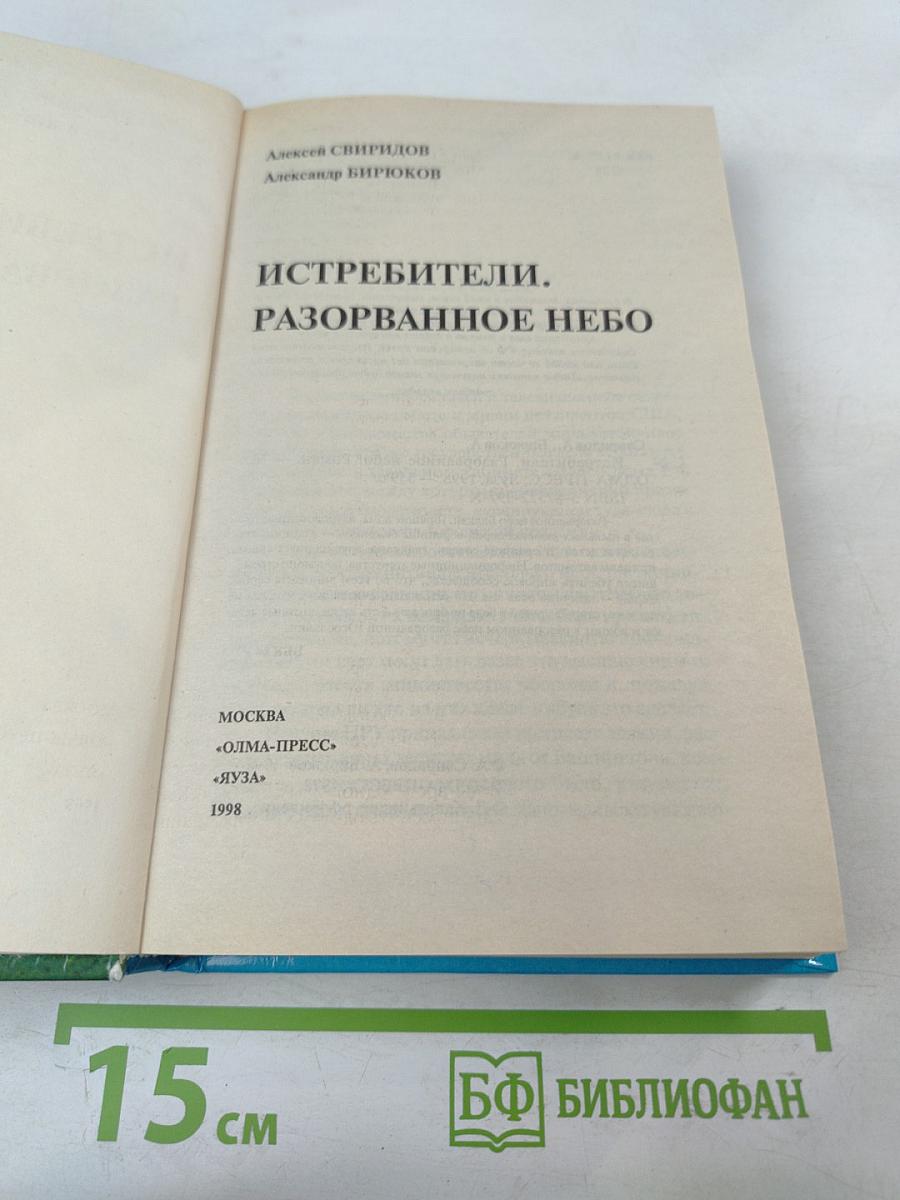 Алексей СВИРИДОВ
Александр БИРЮКОВ
ИСТРЕБИТЕЛИ.
РАЗОРВАННОЕ НЕБО
МОСКВА
«ОЛМА-ПРЕСС»
«ЯУЗА»
1998
15 см
БФ БИБЛИОФАН